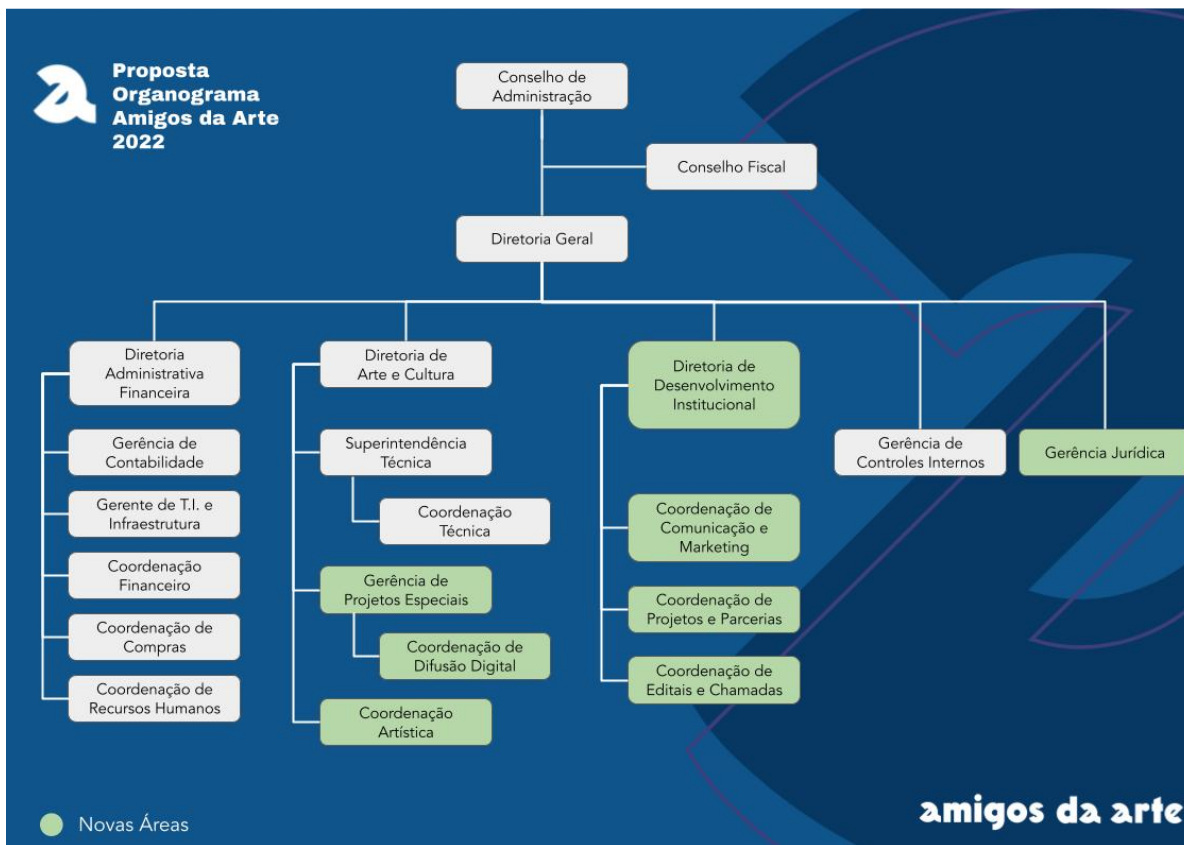 Proposta
Organograma
Amigos da Arte
2022
Conselho de
Administração
Conselho Fiscal
Diretoria Geral
Diretoria
Administrativa
Financeira
Gerência de
Contabilidade
Gerente de T.I. e
Infraestrutura
Coordenação
Financeiro
Coordenação de
Compras
Coordenação de
Recursos Humanos
Diretoria de
Arte e Cultura
Superintendência
Técnica
Coordenação
Técnica
Gerência de
Projetos Especiais
Coordenação de
Difusão Digital
Coordenação
Artística
Diretoria de
Desenvolvimento
Institucional
Coordenação de
Comunicação e
Marketing
Coordenação de
Projetos e Parcerias
Coordenação de
Editais e Chamadas
Gerência de
Controles Internos
Gerência Jurídica
Novas Áreas
amigos da arte